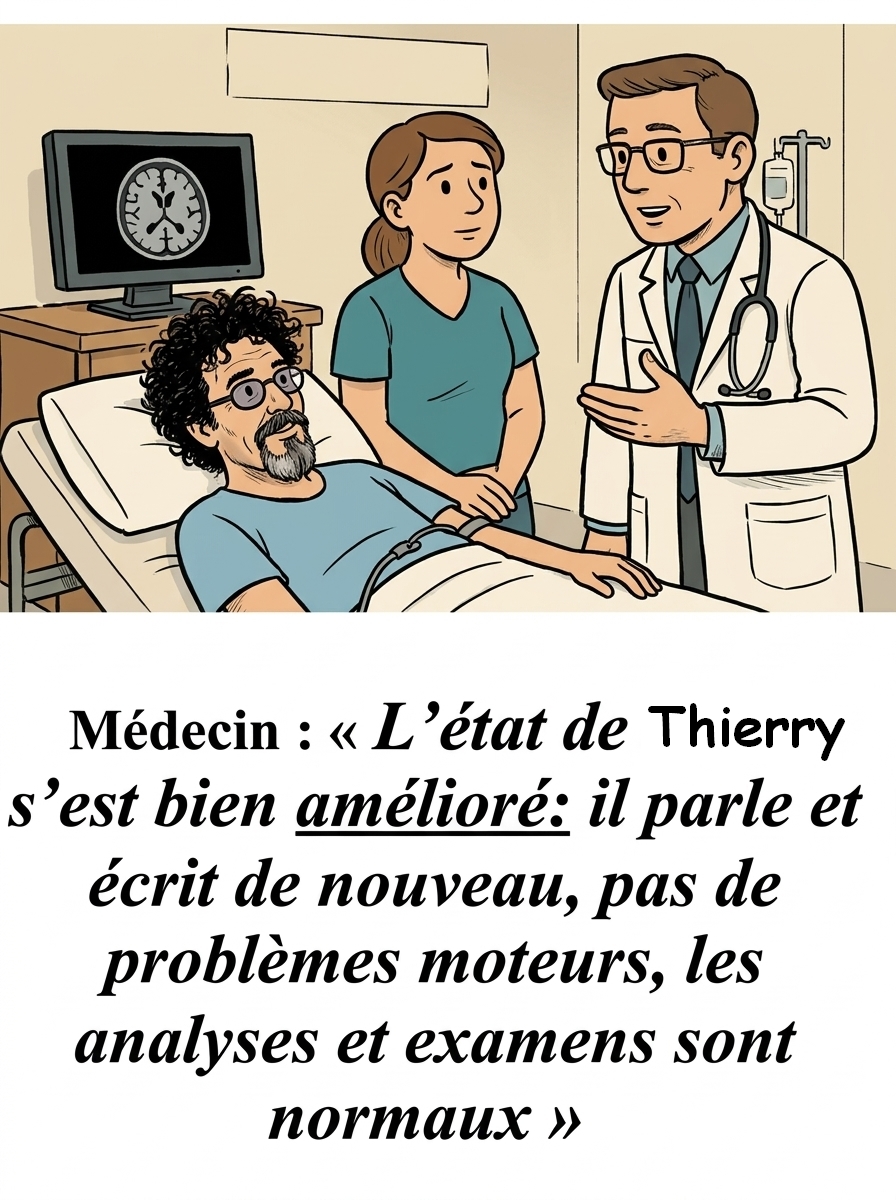 Médecin : « L’état de Thierry
s’est bien amélioré: il parle et
écrit de nouveau, pas de
problèmes moteurs, les
analyses et examens sont
normaux »